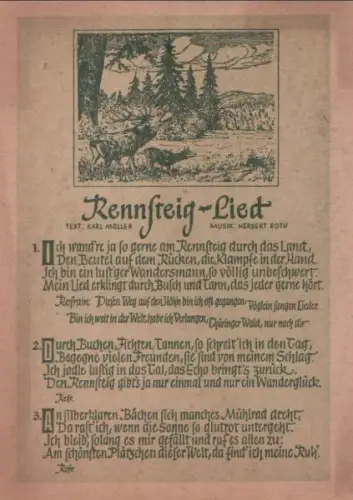 Rennsteig-Lied
TEXT: KARL MÜLLER MUSIK: HERBERT ROTH
1. Ich wand're ja so gerne am Rennsteig durch das Land,
Den Beutel auf dem Rücken, die Klampfe in der Hand.
Ich bin ein lust'ger Wandersmann, so völlig unbeschwert.
Mein Lied erklingt durch Busch und Tann, das jeder gerne hört.
Refrain: Diesen Weg auf den Höh'n bin ich oft gegangen, Vöglein sangen Lieder.
Bin ich weit in der Welt, habe ich Verlangen, Thüringer Wald, nur nach dir.
2. Durch Buchen, Fichten, Tannen, so schreit' ich in den Tag,
Begegne vielen Freunden, sie sind von meinem Schlag.
Ich jodle lustig in das Tal, das Echo bringt's zurück.
Den Rennsteig gibt's ja nur einmal und nur ein Wanderglück.
Refr.
3. An silberklaren Bächen sich manches Mühlrad dreht,
Da rast' ich, wenn die Sonne so glutrot untergeht.
Ich bleib, solang es mir gefällt und ruf es allen zu:
Am schönsten Plätzchen dieser Welt, da find' ich meine Ruh'.
Refr.